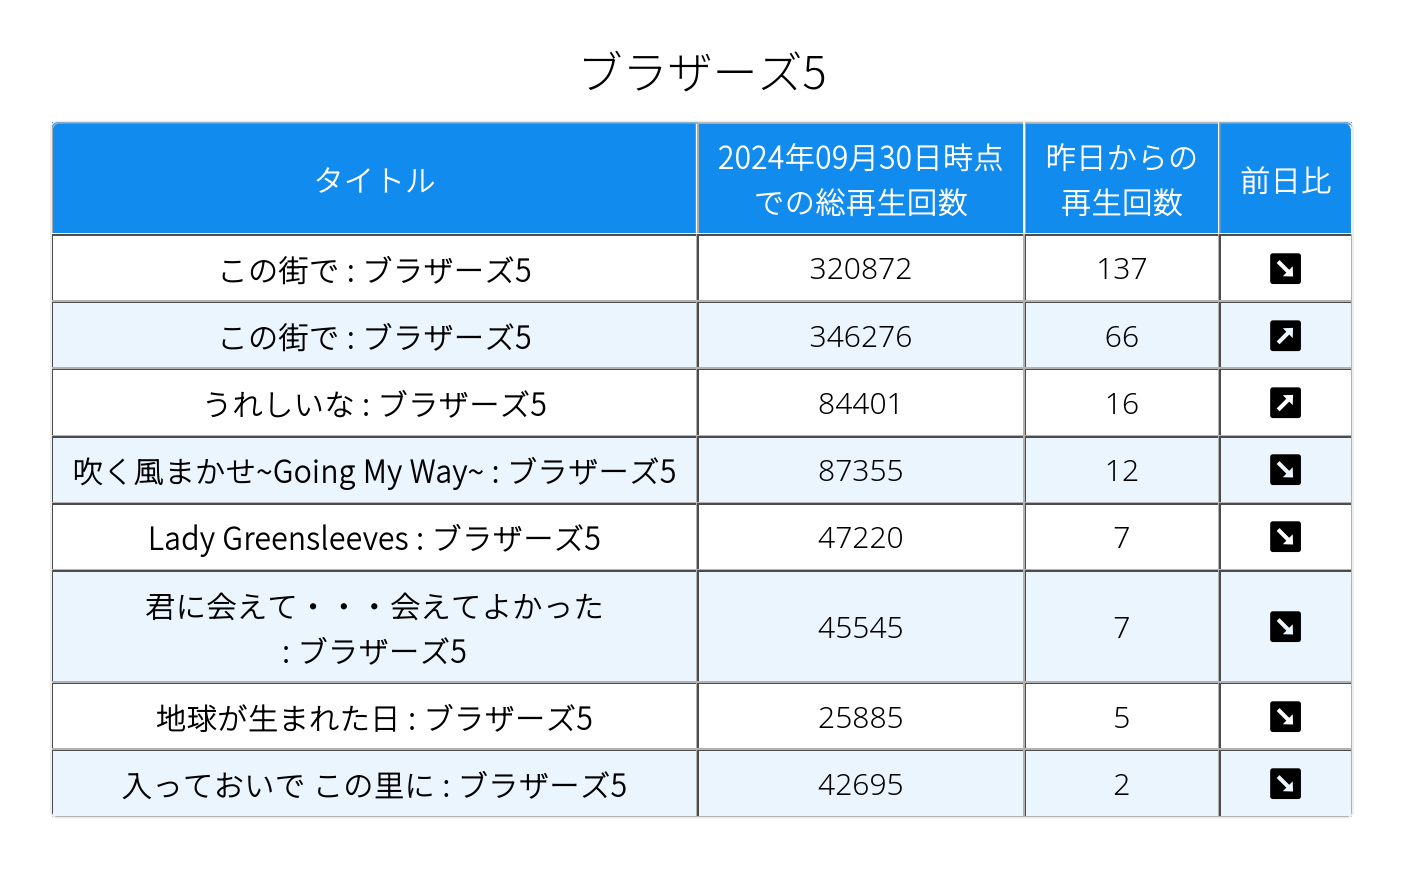 ブラザーズ5
タイトル
2024年09月30日時点
での総再生回数
昨日からの
再生回数
前日比
この街で : ブラザーズ5
320872
137
この街で : ブラザーズ5
346276
66
うれしいな : ブラザーズ5
84401
16
吹く風まかせ~Going My Way~ : ブラザーズ5
87355
12
Lady Greensleeves : ブラザーズ5
47220
7
君に会えて・・・会えてよかった
: ブラザーズ5
45545
7
地球が生まれた日 : ブラザーズ5
25885
5
入っておいで この里に : ブラザーズ5
42695
2